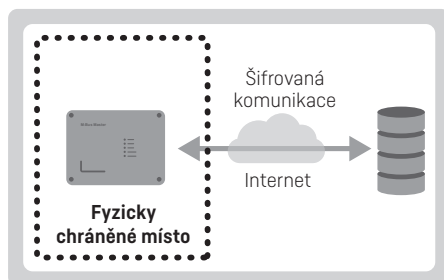 Šifrovaná
komunikace
Internet
Fyzicky
chráněné místo